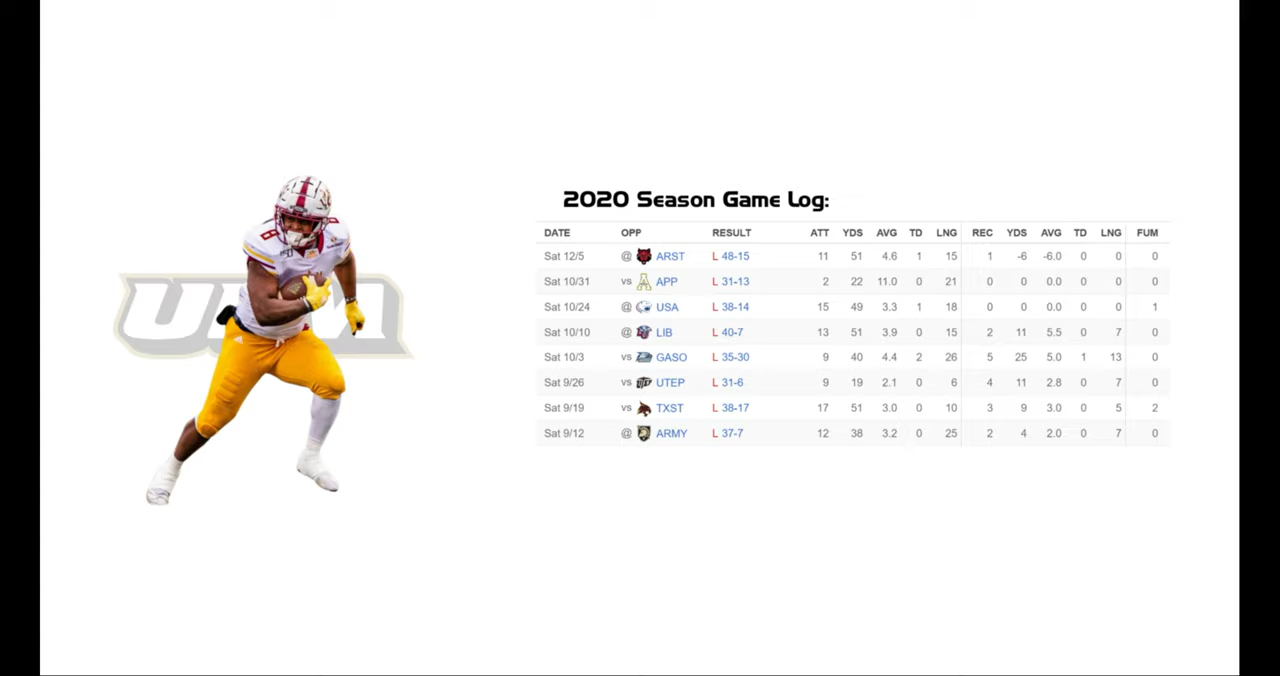 2020 Season Game Log:
DATE OPP RESULT ATT YDS AVG TD LNG REC YDS AVG TD LNG FUM
Sat 12/5 @ ARST L 48-15 11 51 4.6 1 15 1 -6 -6.0 0 0 0
Sat 10/31 vs APP L 31-13 2 22 11.0 0 21 0 0 0.0 0 0 0
Sat 10/24 @ USA L 38-14 15 49 3.3 1 18 0 0 0.0 0 0 1
Sat 10/10 @ LIB L 40-7 13 51 3.9 0 15 2 11 5.5 0 7 0
Sat 10/3 vs GASO L 35-30 9 40 4.4 2 26 5 25 5.0 1 13 0
Sat 9/26 vs UTEP L 31-6 9 19 2.1 0 6 4 11 2.8 0 7 0
Sat 9/19 vs TXST L 38-17 17 51 3.0 0 10 3 9 3.0 0 5 2
Sat 9/12 @ ARMY L 37-7 12 38 3.2 0 25 2 4 2.0 0 7 0
8